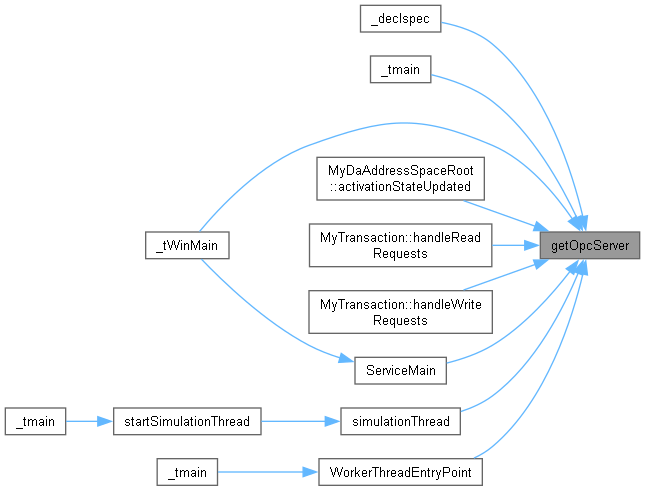 _declspec
_tmain
MyDaAddressSpaceRoot
::activationStateUpdated
_tWinMain
MyTransaction::handleRead
Requests
getOpcServer
MyTransaction::handleWrite
Requests
ServiceMain
_tmain
startSimulationThread
simulationThread
_tmain
WorkerThreadEntryPoint